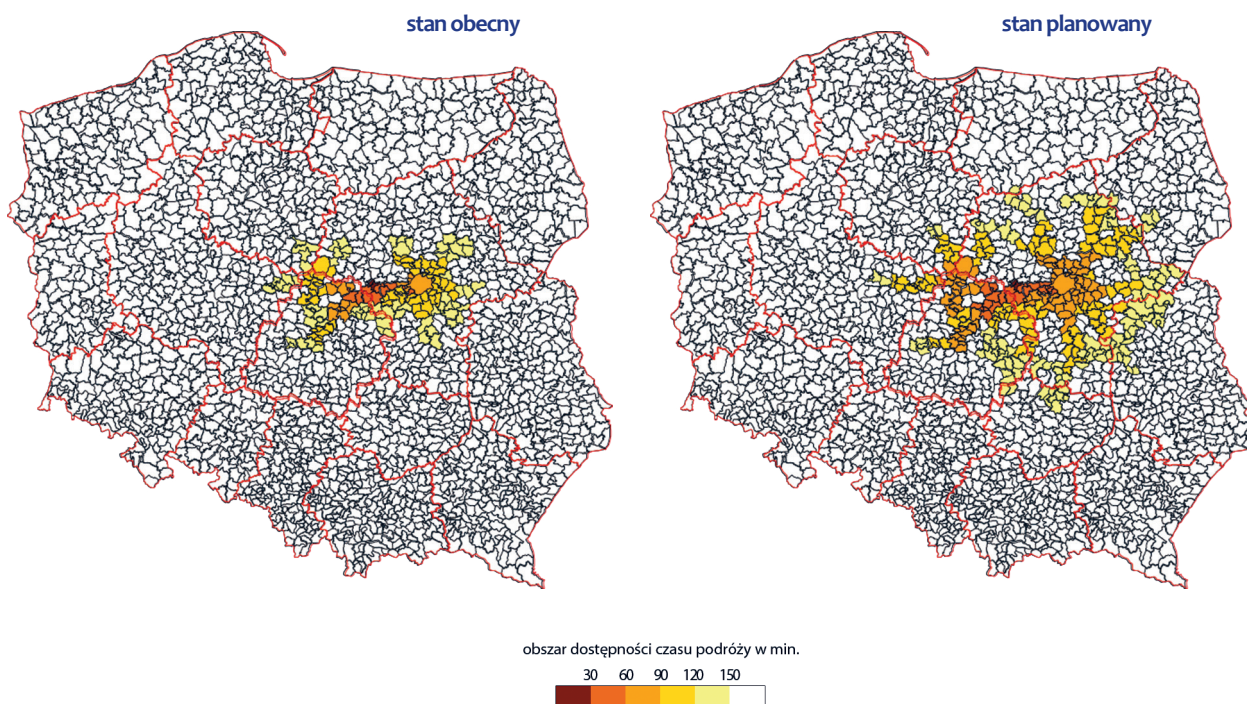 stan obecny
stan planowany
obszar dostępności czasu podróży w min.
30 60 90 120 150